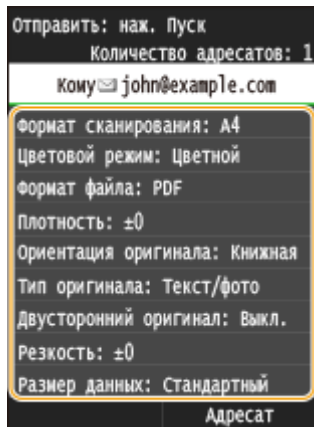 Отправить: наж. Пуск
Количество адресатов: 1
Кому john@example.com
Формат сканирования: A4
Цветовой режим: Цветной
Формат файла: PDF
Плотность: ±0
Ориентация оригинала: Книжная
Тип оригинала: Текст/фото
Двусторонний оригинал: Выкл.
Резкость: ±0
Размер данных: Стандартный
Адресат